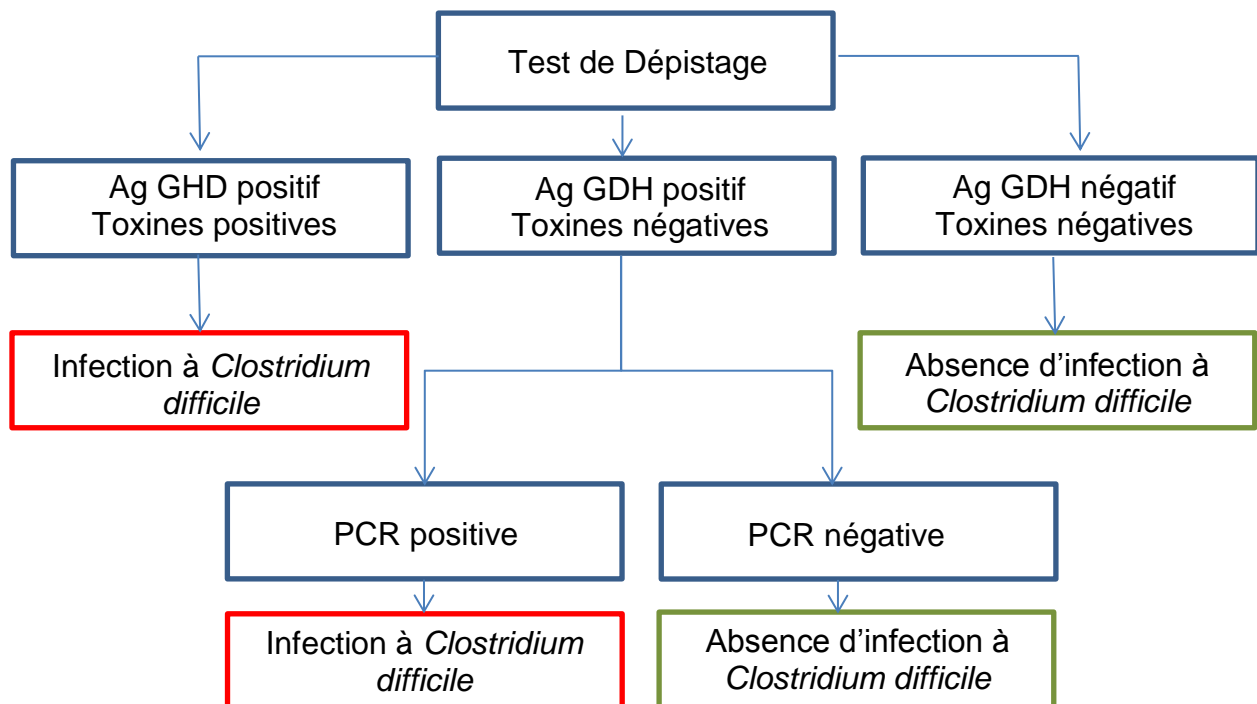 Test de Dépistage
Ag GHD positif
Toxines positives
Ag GDH positif
Toxines négatives
Ag GDH négatif
Toxines négatives
Infection à Clostridium
difficile
Absence d’infection à
Clostridium difficile
PCR positive
PCR négative
Infection à Clostridium
difficile
Absence d’infection à
Clostridium difficile